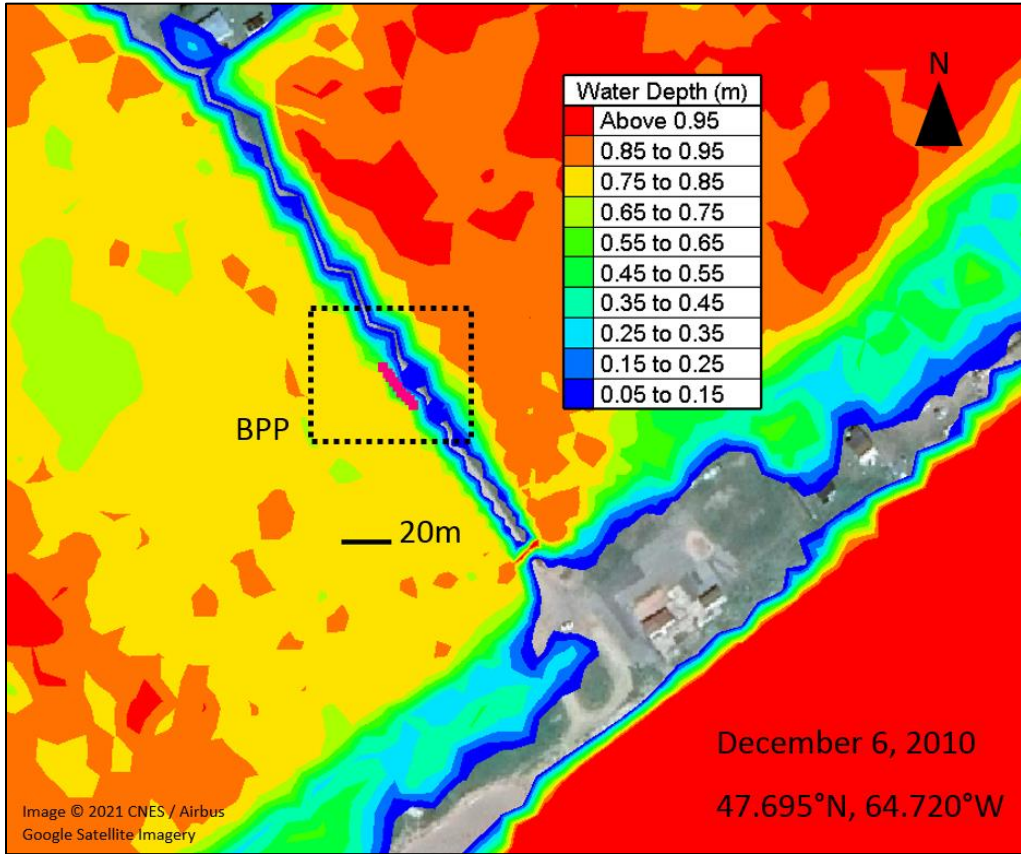 N
Water Depth (m)
Above 0.95
0.85 to 0.95
0.75 to 0.85
0.65 to 0.75
0.55 to 0.65
0.45 to 0.55
0.35 to 0.45
0.25 to 0.35
0.15 to 0.25
0.05 to 0.15
BPP
20m
December 6, 2010
47.695°N, 64.720°W
Image © 2021 CNES / Airbus
Google Satellite Imagery